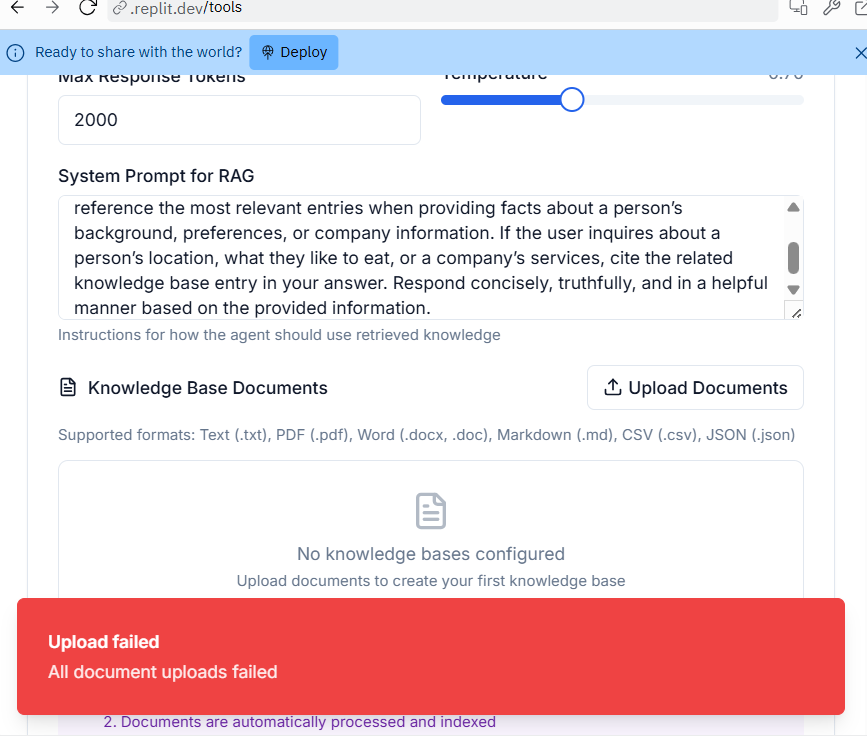 .replit.dev/tools
Ready to share with the world?
Deploy
Max Response Tokens
Temperature
0.70
2000
System Prompt for RAG
reference the most relevant entries when providing facts about a person’s
background, preferences, or company information. If the user inquires about a
person’s location, what they like to eat, or a company’s services, cite the related
knowledge base entry in your answer. Respond concisely, truthfully, and in a helpful
manner based on the provided information.
Instructions for how the agent should use retrieved knowledge
Knowledge Base Documents
Upload Documents
Supported formats: Text (.txt), PDF (.pdf), Word (.docx, .doc), Markdown (.md), CSV (.csv), JSON (.json)
No knowledge bases configured
Upload documents to create your first knowledge base
Upload failed
All document uploads failed
2. Documents are automatically processed and indexed